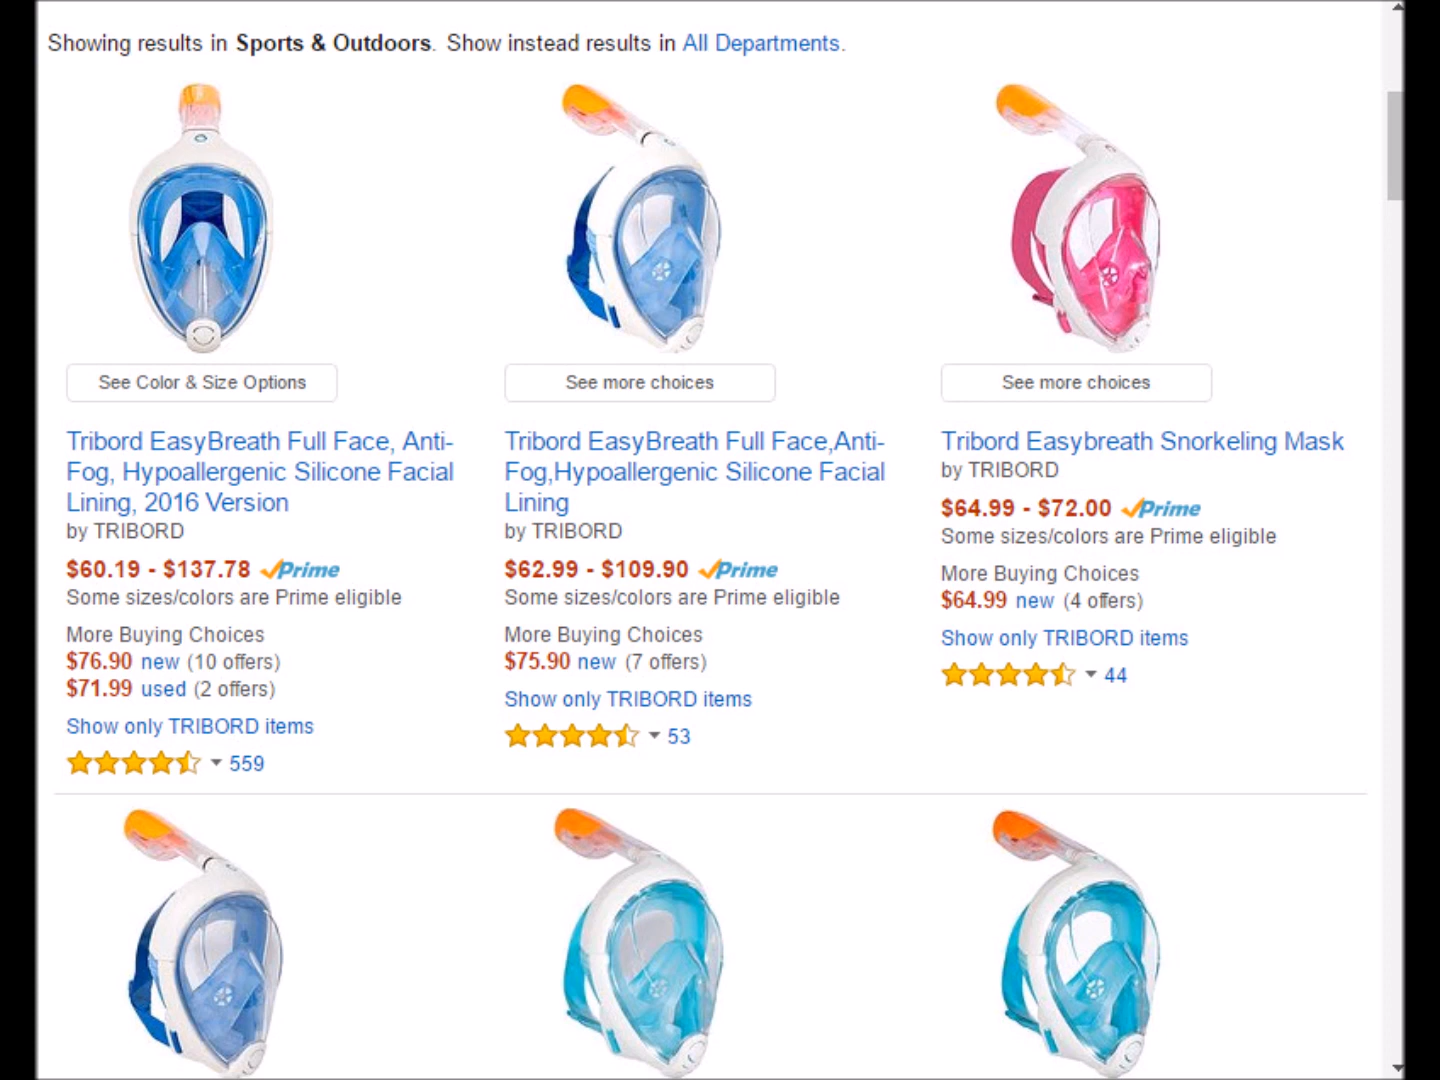 Showing results in Sports & Outdoors. Show instead results in All Departments.
See Color & Size Options
Tribord EasyBreath Full Face, Anti-
Fog, Hypoallergenic Silicone Facial
Lining, 2016 Version
by TRIBORD
$60.19 - $137.78 Prime
Some sizes/colors are Prime eligible
More Buying Choices
$76.90 new (10 offers)
$71.99 used (2 offers)
Show only TRIBORD items
559
See more choices
Tribord EasyBreath Full Face,Anti-
Fog,Hypoallergenic Silicone Facial
Lining
by TRIBORD
$62.99 - $109.90 Prime
Some sizes/colors are Prime eligible
More Buying Choices
$75.90 new (7 offers)
Show only TRIBORD items
53
See more choices
Tribord Easybreath Snorkeling Mask
by TRIBORD
$64.99 - $72.00 Prime
Some sizes/colors are Prime eligible
More Buying Choices
$64.99 new (4 offers)
Show only TRIBORD items
44